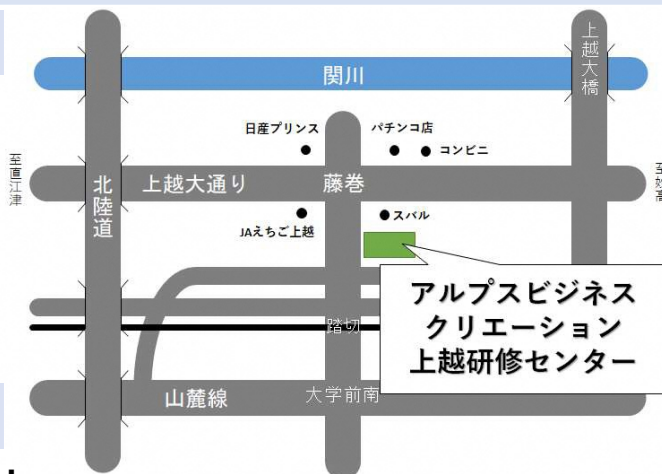 上越大橋
関川
日産プリンス
パチンコ店
コンビニ
至直江津
北陸道
上越大通り
藤巻
至妙高
JAえちご上越
スバル
アルプスビジネス
クリエーション
上越研修センター
踏切
山麓線
大学前南